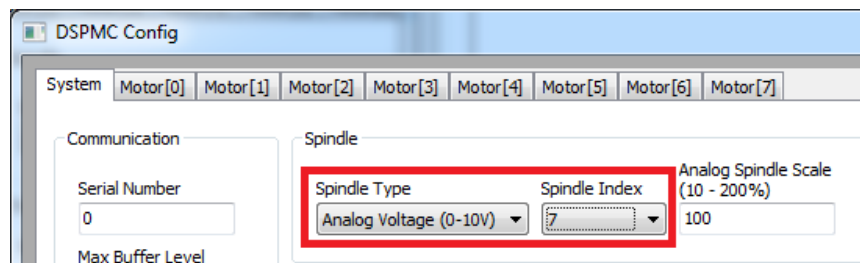 DSPMC Config
System Motor[0] Motor[1] Motor[2] Motor[3] Motor[4] Motor[5] Motor[6] Motor[7]
Communication
Serial Number
0
Max Buffer Level
Spindle
Spindle Type
Analog Voltage (0-10V)
Spindle Index
7
Analog Spindle Scale
(10 - 200%)
100